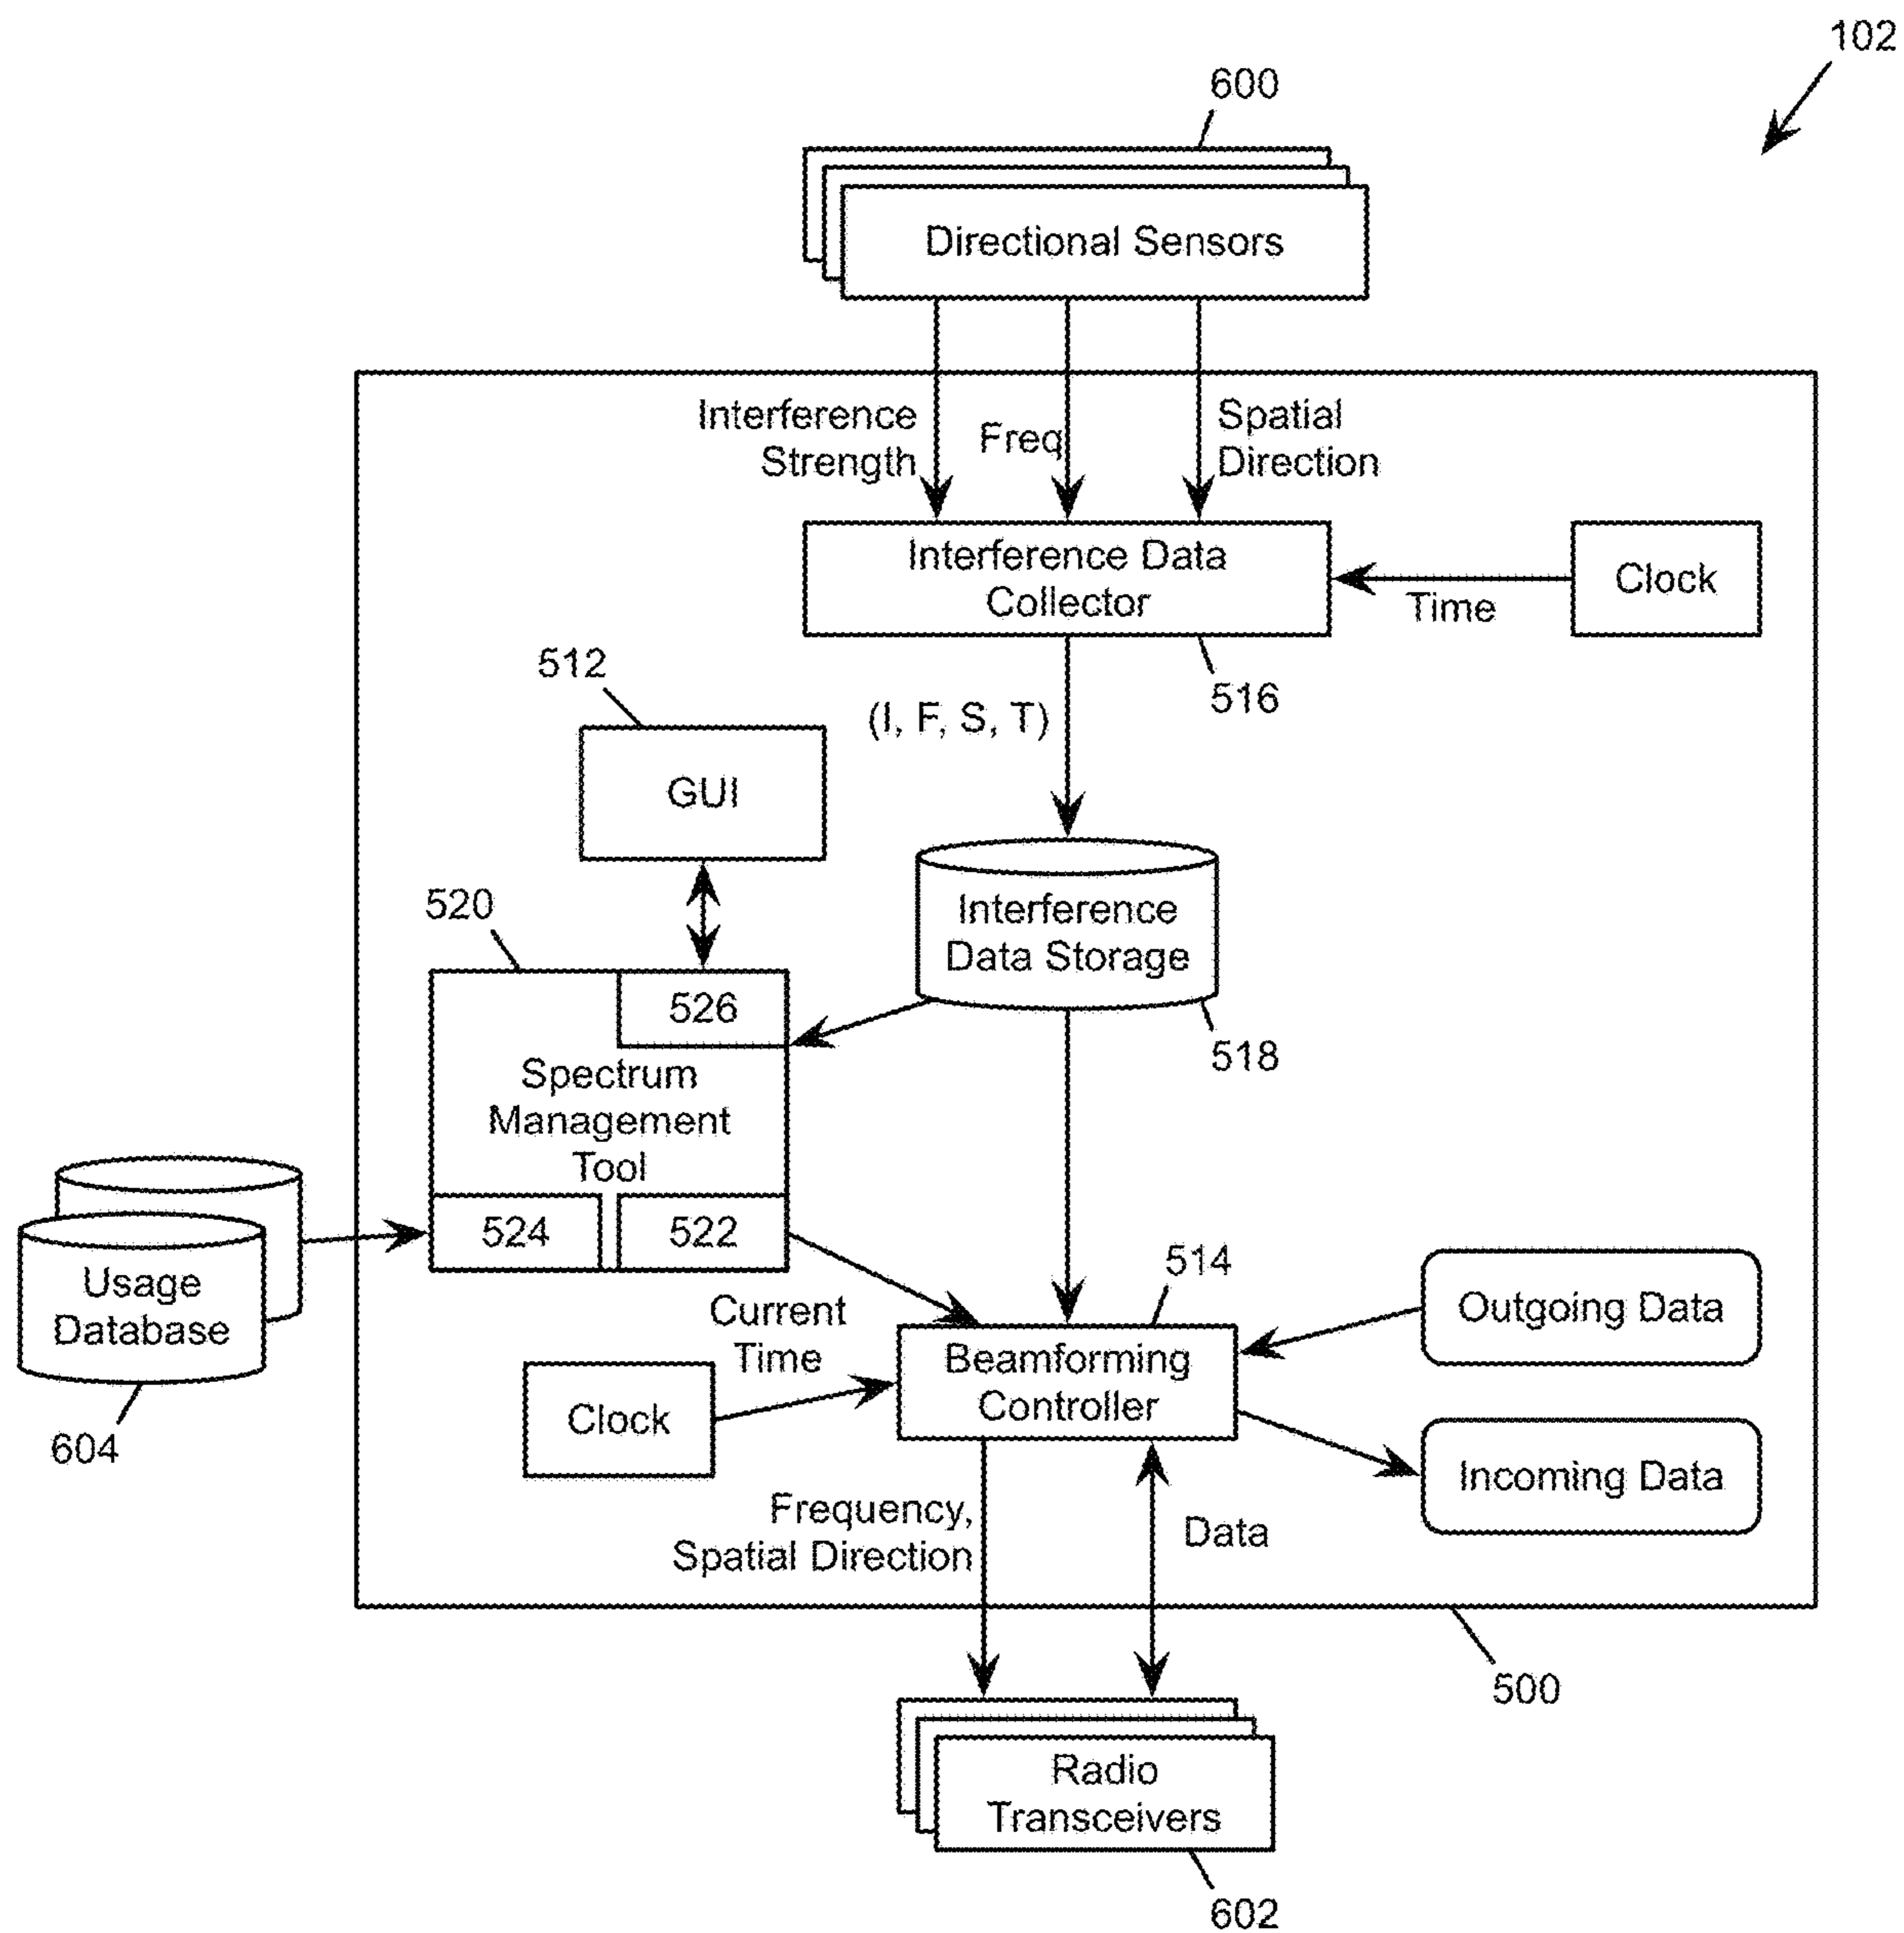 102
600
Directional Sensors
Interference
Strength
Freq
Spatial
Direction
Interference Data
Collector
Time
Clock
516
512
(I, F, S, T)
GUI
520
Interference
Data Storage
526
518
Spectrum
Management
Tool
524
522
Usage
Database
604
514
Current
Time
Outgoing Data
Beamforming
Controller
Clock
Incoming Data
Frequency,
Spatial Direction
Data
500
Radio
Transceivers
602